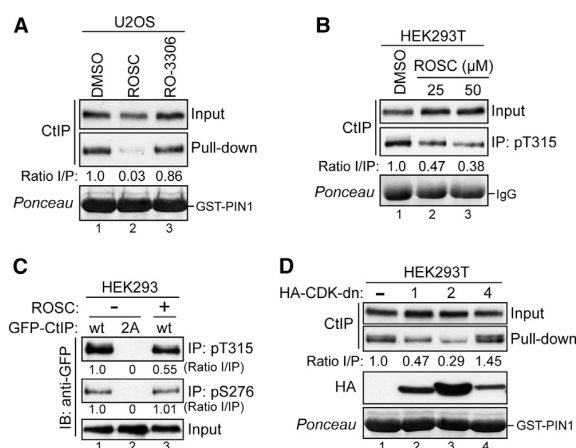 A
U2OS
DMSO
ROSC
RO-3306
CtIP
Input
Pull-down
Ratio I/P: 1.0 0.03 0.86
Ponceau
GST-PIN1
1 2 3
B
HEK293T
DMSO
ROSC (µM)
25 50
CtIP
Input
IP: pT315
Ratio I/IP: 1.0 0.47 0.38
Ponceau
IgG
1 2 3
C
HEK293
ROSC: – +
GFP-CtIP: wt 2A wt
IB: anti-GFP
IP: pT315
1.0 0 0.55 (Ratio I/IP)
IP: pS276
1.0 0 1.01 (Ratio I/IP)
Input
1 2 3
D
HEK293T
HA-CDK-dn: – 1 2 4
CtIP
Input
Pull-down
Ratio I/P: 1.0 0.47 0.29 1.45
HA
Ponceau
GST-PIN1
1 2 3 4